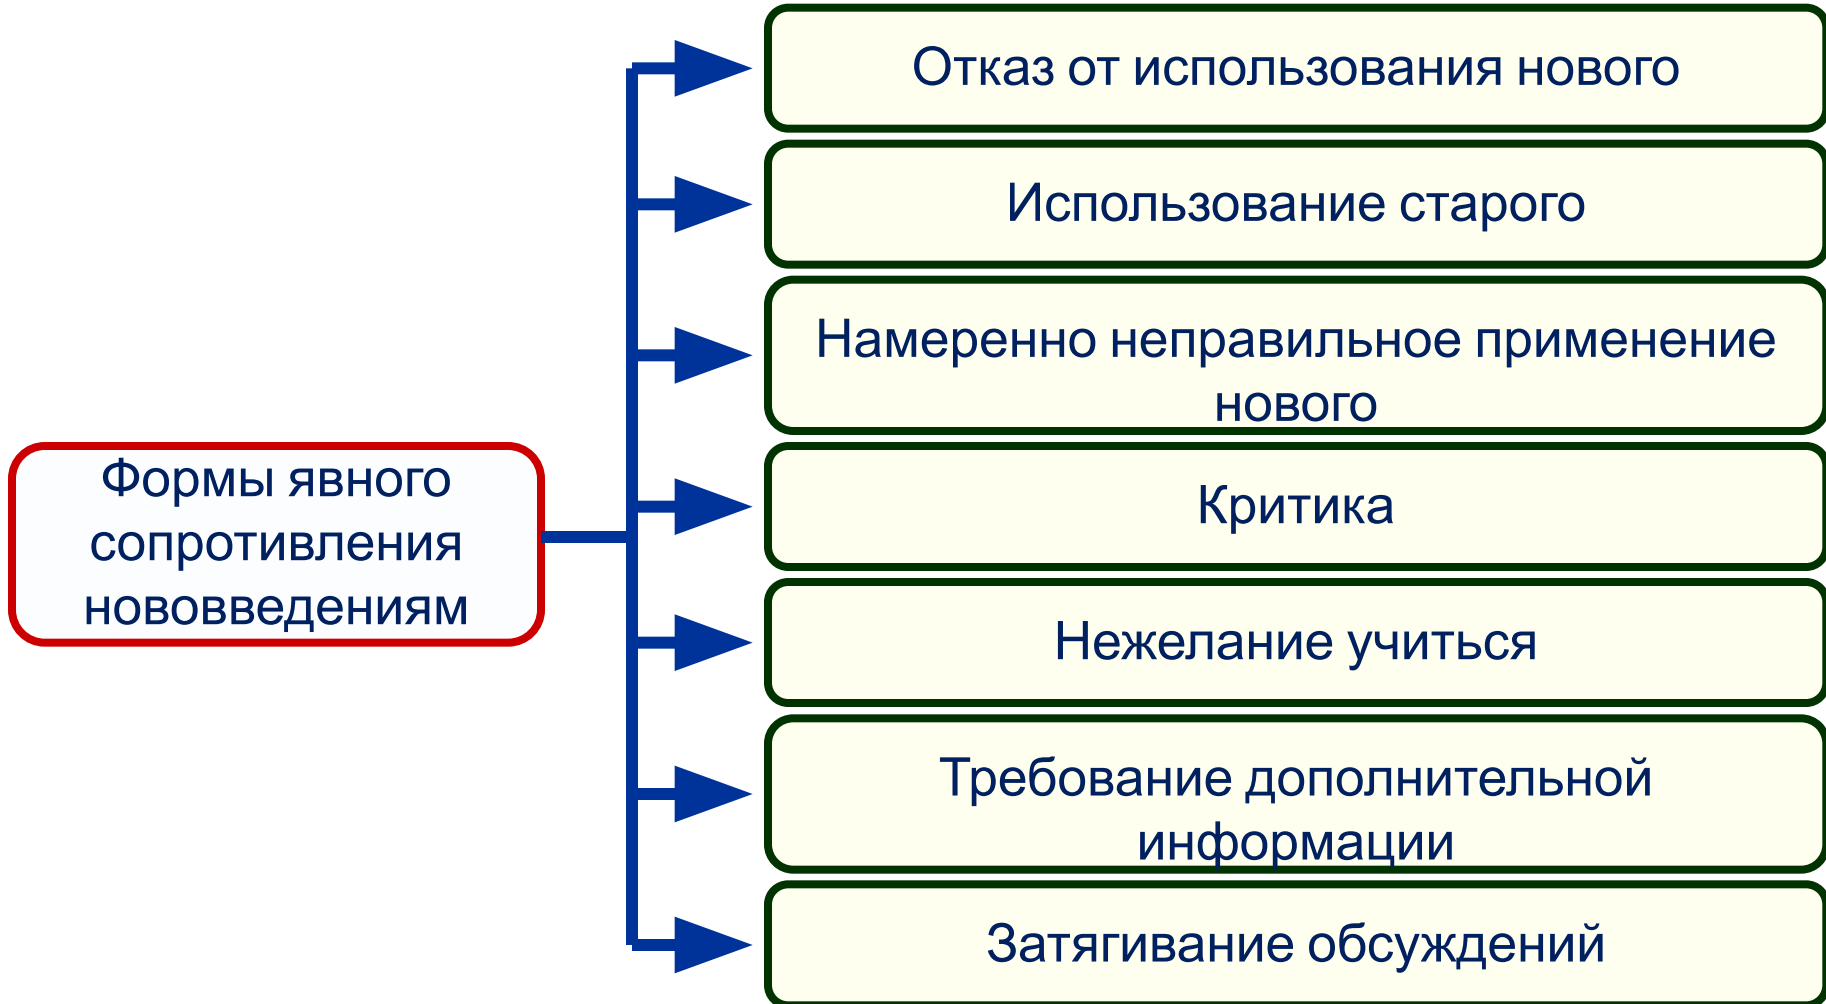 Отказ от использования нового
Использование старого
Намеренно неправильное применение
нового
Формы явного
сопротивления
нововведениям
Критика
Нежелание учиться
Требование дополнительной
информации
Затягивание обсуждений